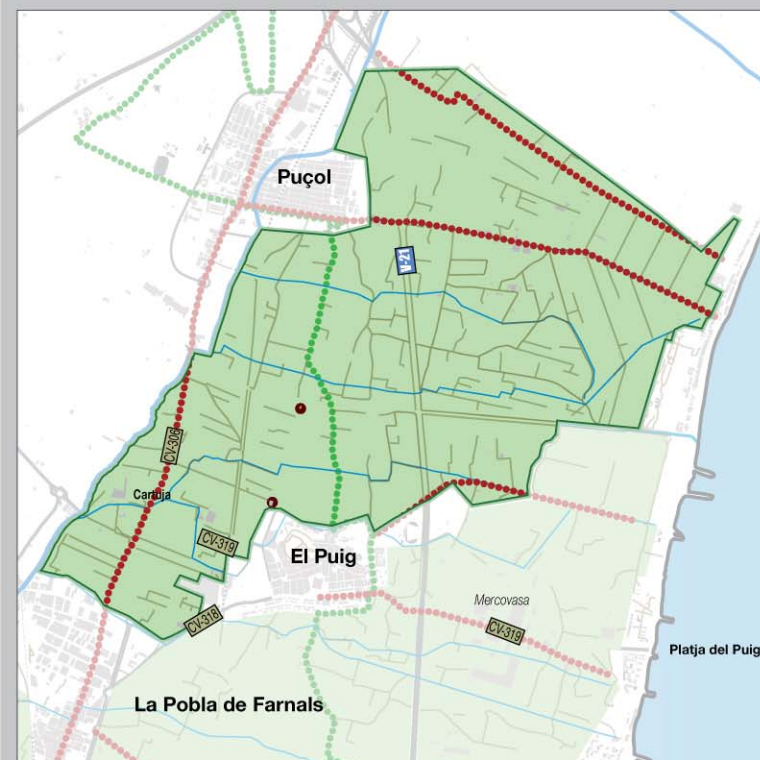 Puçol
V-21
CV-306
Cartuja
CV-319
El Puig
Mercovasa
CV-318
CV-319
Platja del Puig
La Pobla de Farnals